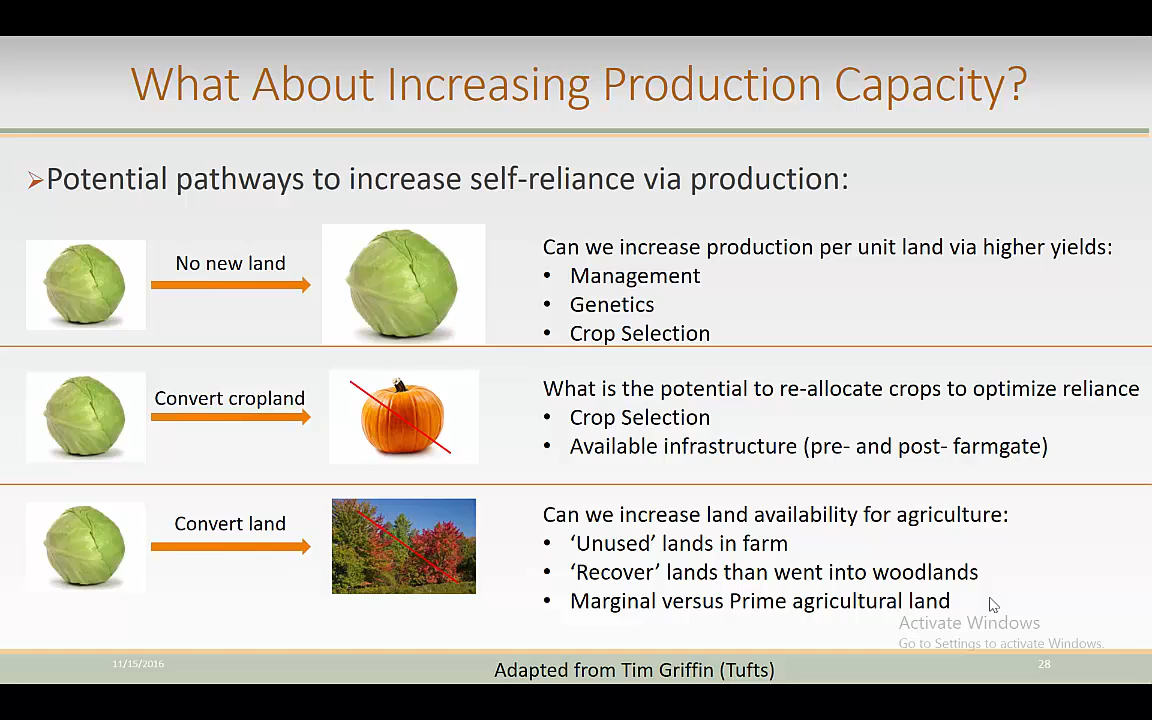 What About Increasing Production Capacity?
Potential pathways to increase self-reliance via production:
No new land
Can we increase production per unit land via higher yields:
• Management
• Genetics
• Crop Selection
Convert cropland
What is the potential to re-allocate crops to optimize reliance
• Crop Selection
• Available infrastructure (pre- and post- farmgate)
Convert land
Can we increase land availability for agriculture:
• ‘Unused’ lands in farm
• ‘Recover’ lands than went into woodlands
• Marginal versus Prime agricultural land
Activate Windows
Go to Settings to activate Windows.
11/15/2016
Adapted from Tim Griffin (Tufts)
28